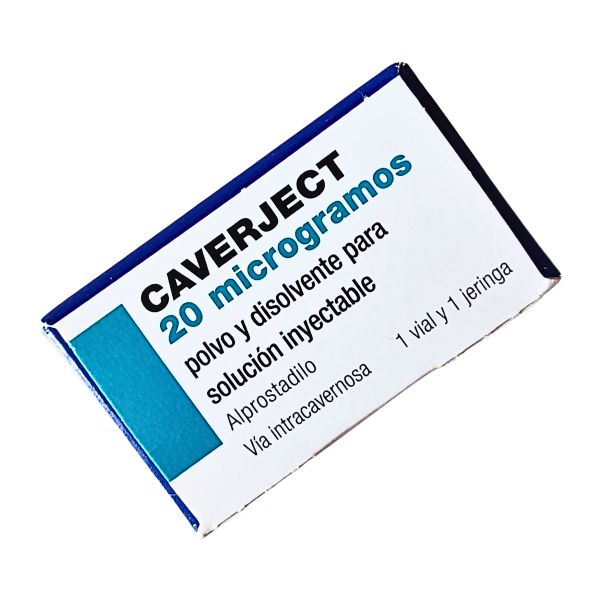 CAVERJECT
20 microgramos
polvo y disolvente para
solución inyectable
Alprostadilo
Vía intracavernosa
1 vial y 1 jeringa